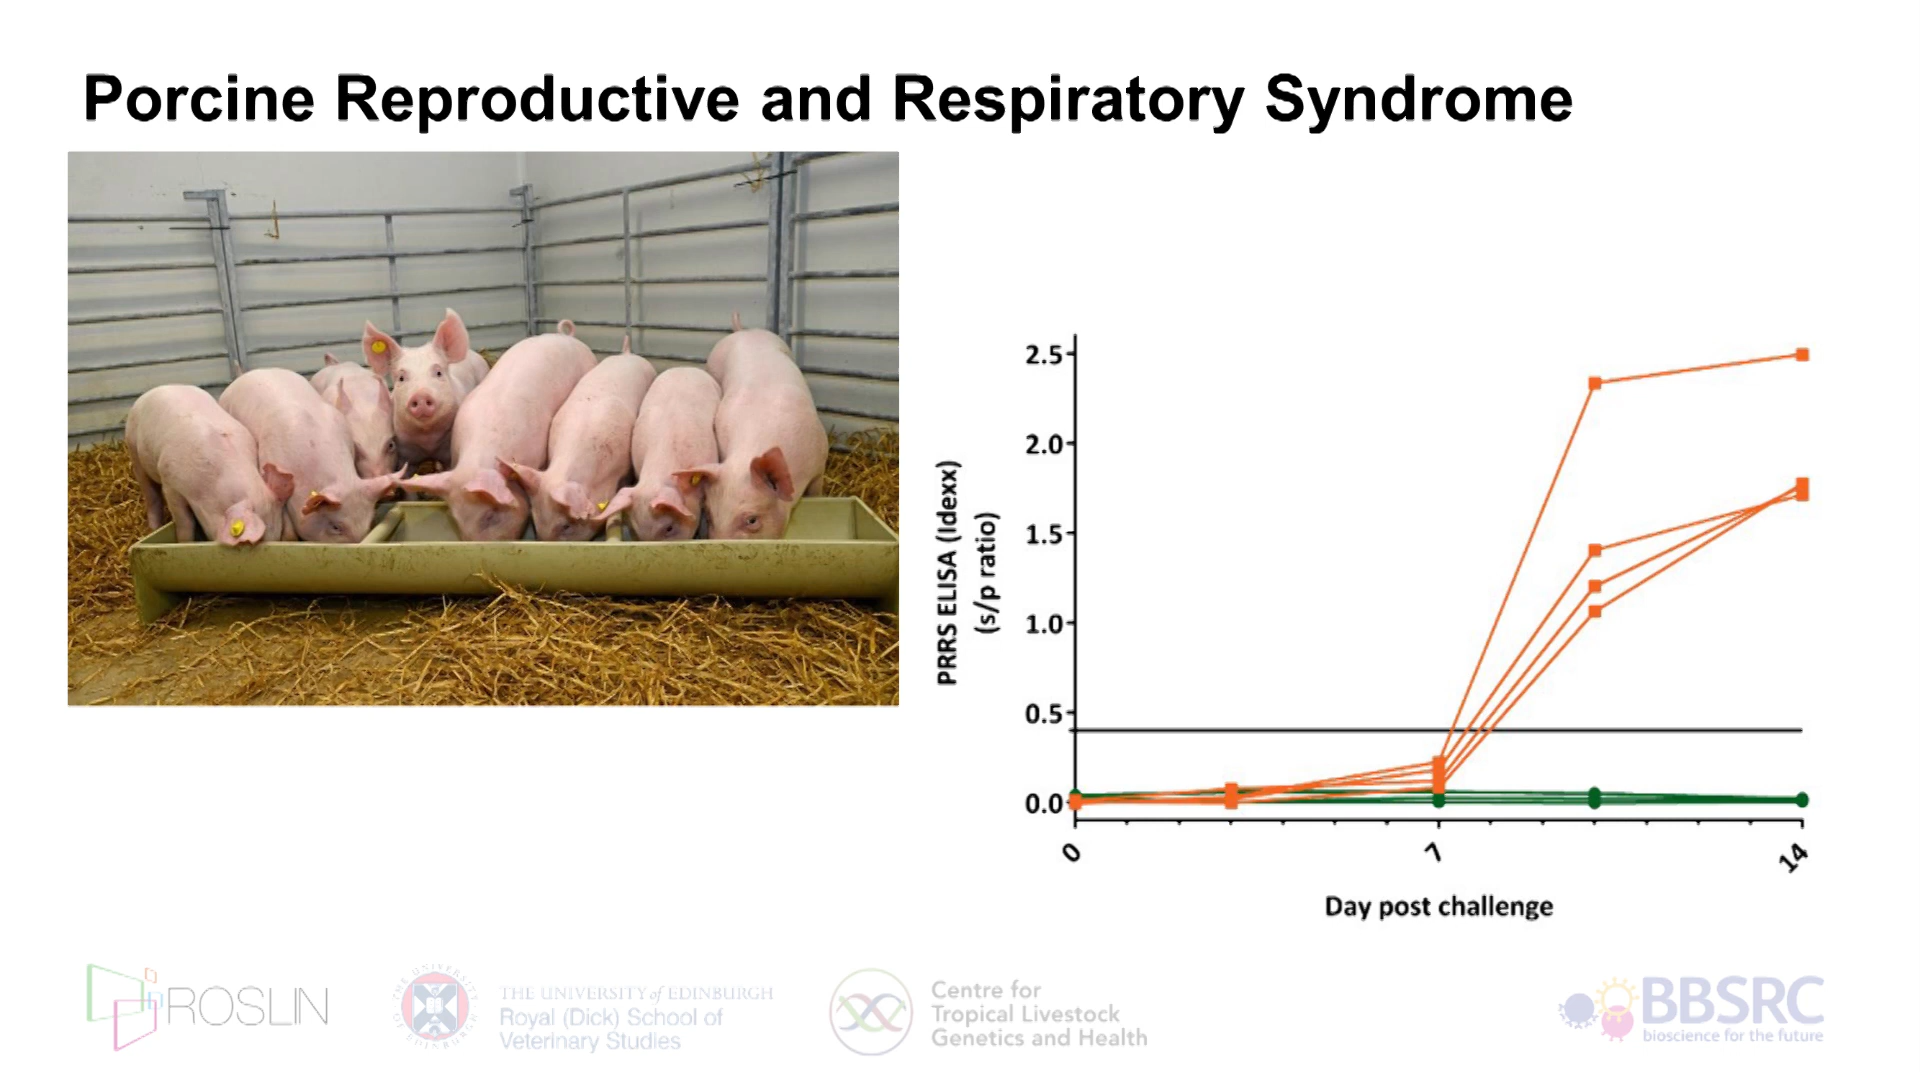 Porcine Reproductive and Respiratory Syndrome
PRRS ELISA (Idexx)
(s/p ratio)
2.5
2.0
1.5
1.0
0.5
0.0
0
7
14
Day post challenge
ROSLIN
THE UNIVERSITY of EDINBURGH
Royal (Dick) School of
Veterinary Studies
Centre for
Tropical Livestock
Genetics and Health
BBSRC
bioscience for the future